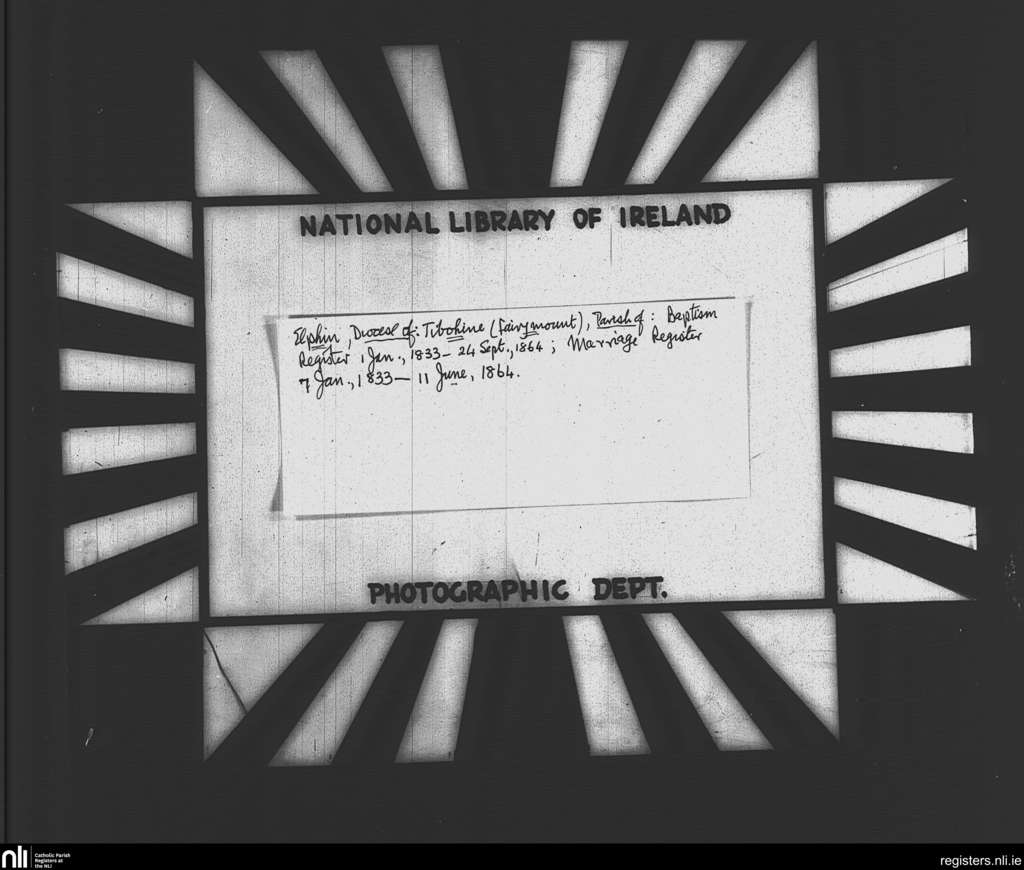 NATIONAL LIBRARY OF IRELAND
Elphin, Diocese of: Tibohine (Fairymount), Parish of: Baptism
Register 1 Jan., 1833 – 24 Sept., 1864; Marriage Register
7 Jan., 1833 — 11 June, 1864.
PHOTOGRAPHIC DEPT.
nli
Catholic Parish
Registers at
the NLI
registers.nli.ie